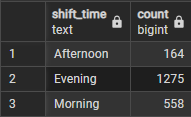 shift_time count
text bigint
1 Afternoon 164
2 Evening 1275
3 Morning 558